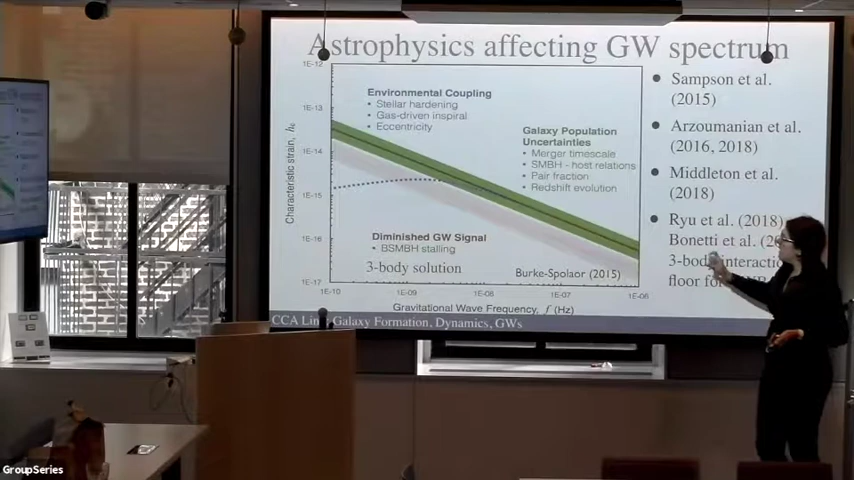 Astrophysics affecting GW spectrum
1E-12
1E-13
1E-14
1E-15
1E-16
1E-17
Characteristic strain, hc
Environmental Coupling
• Stellar hardening
• Gas-driven inspiral
• Eccentricity
Galaxy Population
Uncertainties
• Merger timescale
• SMBH - host relations
• Pair fraction
• Redshift evolution
Diminished GW Signal
• BSMBH stalling
3-body solution
Burke-Spolaor (2015)
1E-10
1E-09
1E-08
1E-07
1E-06
Gravitational Wave Frequency, f (Hz)
• Sampson et al.
(2015)
• Arzoumanian et al.
(2016, 2018)
• Middleton et al.
(2018)
• Ryu et al. (2018)
Bonetti et al.
3-body interaction
floor for
Galaxy Formation, Dynamics, GWs
CCA
GroupSeries